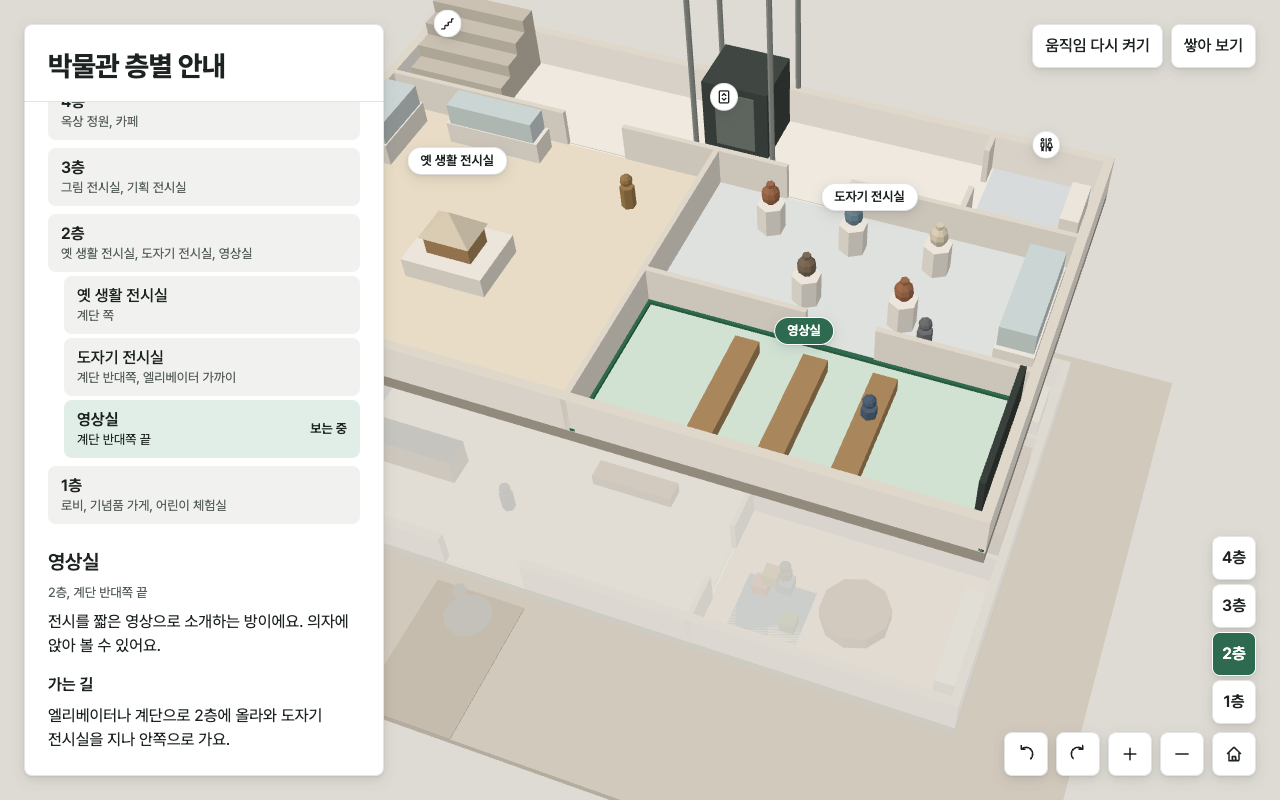 박물관 층별 안내
4층
옥상 정원, 카페
3층
그림 전시실, 기획 전시실
2층
옛 생활 전시실, 도자기 전시실, 영상실
옛 생활 전시실
계단 쪽
도자기 전시실
계단 반대쪽, 엘리베이터 가까이
영상실
계단 반대쪽 끝
보는 중
1층
로비, 기념품 가게, 어린이 체험실
영상실
2층, 계단 반대쪽 끝
전시를 짧은 영상으로 소개하는 방이에요. 의자에
앉아 볼 수 있어요.
가는 길
엘리베이터나 계단으로 2층에 올라와 도자기
전시실을 지나 안쪽으로 가요.
옛 생활 전시실
도자기 전시실
영상실
움직임 다시 켜기
쌓아 보기
4층
3층
2층
1층